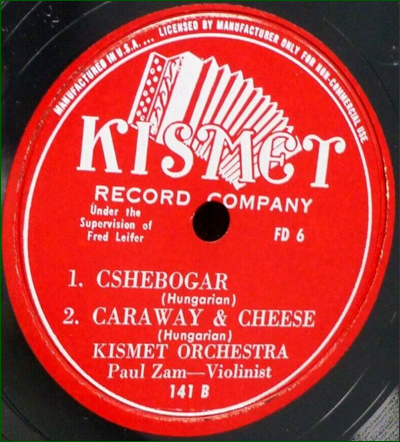 MANUFACTURED IN U.S.A. ... LICENSED BY MANUFACTURER ONLY FOR NON-COMMERCIAL USE
KISMET
RECORD COMPANY
Under the
Supervision of
Fred Leifer
FD 6
1. CSHEBOGAR
(Hungarian)
2. CARAWAY & CHEESE
(Hungarian)
KISMET ORCHESTRA
Paul Zam—Violinist
141 B